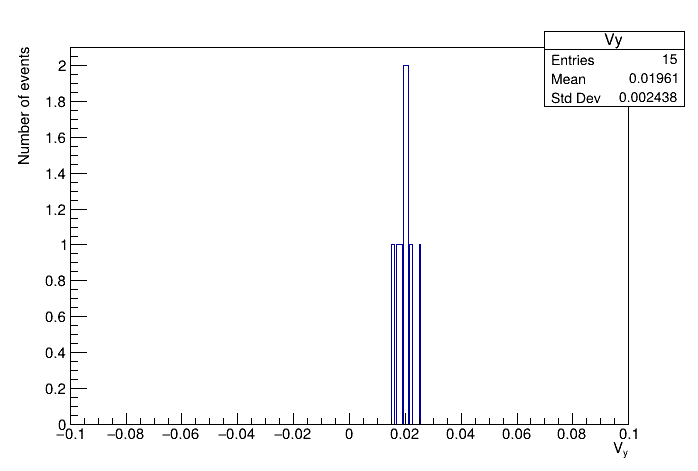 Vy
Entries 15
Mean 0.01961
Std Dev 0.002438
Number of events
2
1.8
1.6
1.4
1.2
1
0.8
0.6
0.4
0.2
0
−0.1 −0.08 −0.06 −0.04 −0.02 0 0.02 0.04 0.06 0.08 0.1
Vy